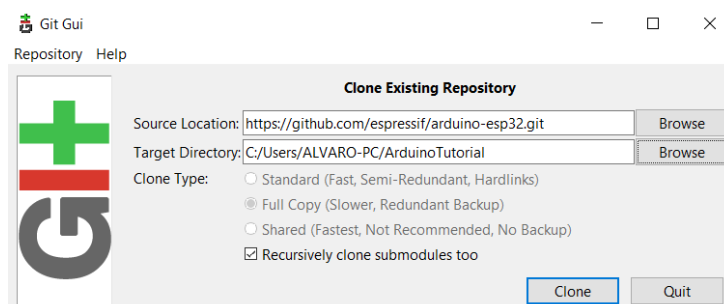 Git Gui
Repository Help
Clone Existing Repository
Source Location: https://github.com/espressif/arduino-esp32.git Browse
Target Directory: C:/Users/ALVARO-PC/ArduinoTutorial Browse
Clone Type: Standard (Fast, Semi-Redundant, Hardlinks)
Full Copy (Slower, Redundant Backup)
Shared (Fastest, Not Recommended, No Backup)
Recursively clone submodules too
Clone Quit
GIt